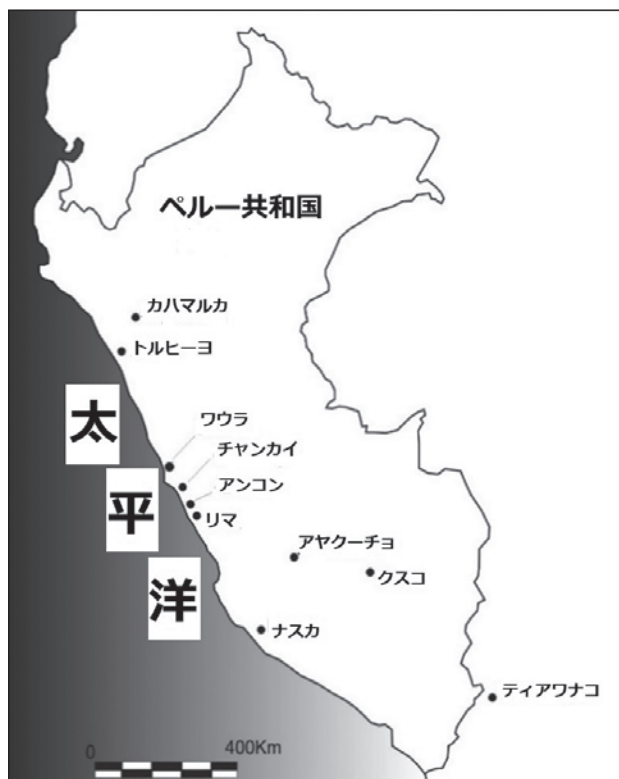 ペルー共和国
カハマルカ
トルヒーヨ
太
平
洋
ワウラ
チャンカイ
アンコン
リマ
アヤクーチョ
クスコ
ナスカ
ティアワナコ
0 400Km